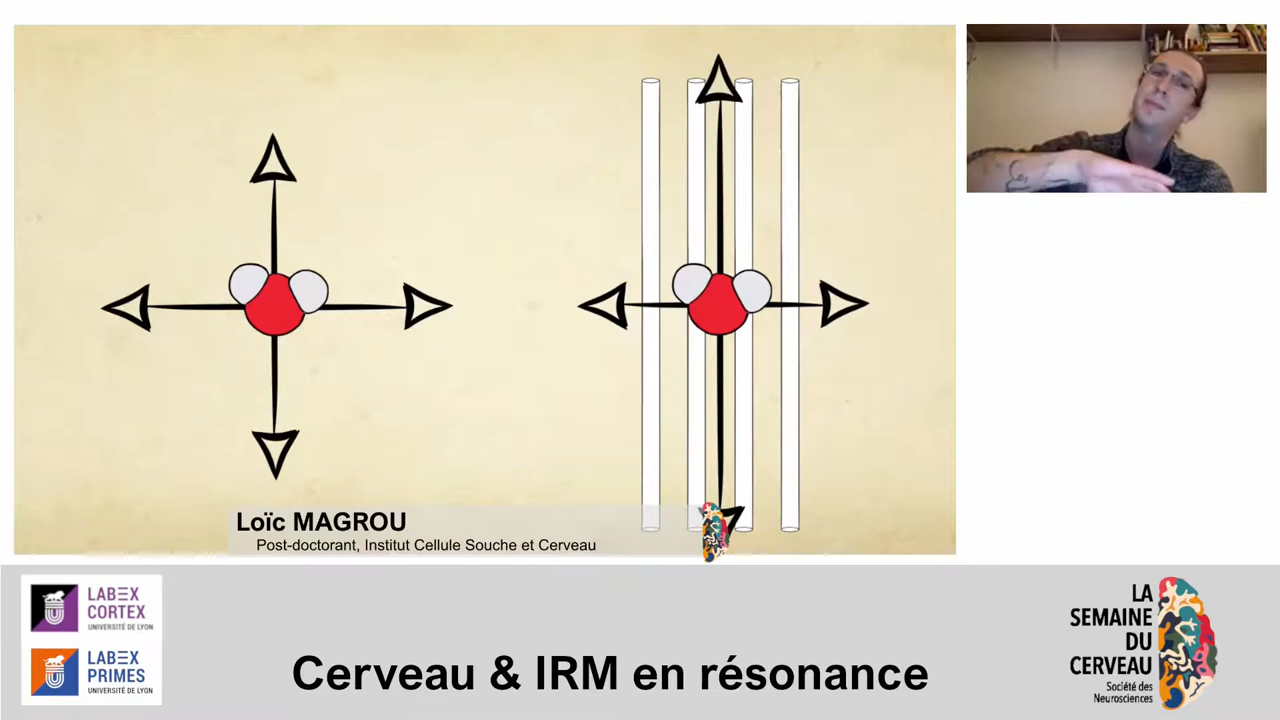 Loïc MAGROU
Post-doctorant, Institut Cellule Souche et Cerveau
LABEX
CORTEX
UNIVERSITÉ DE LYON
LABEX
PRIMES
UNIVERSITÉ DE LYON
Cerveau & IRM en résonance
LA
SEMAINE
DU
CERVEAU
Société des
Neurosciences